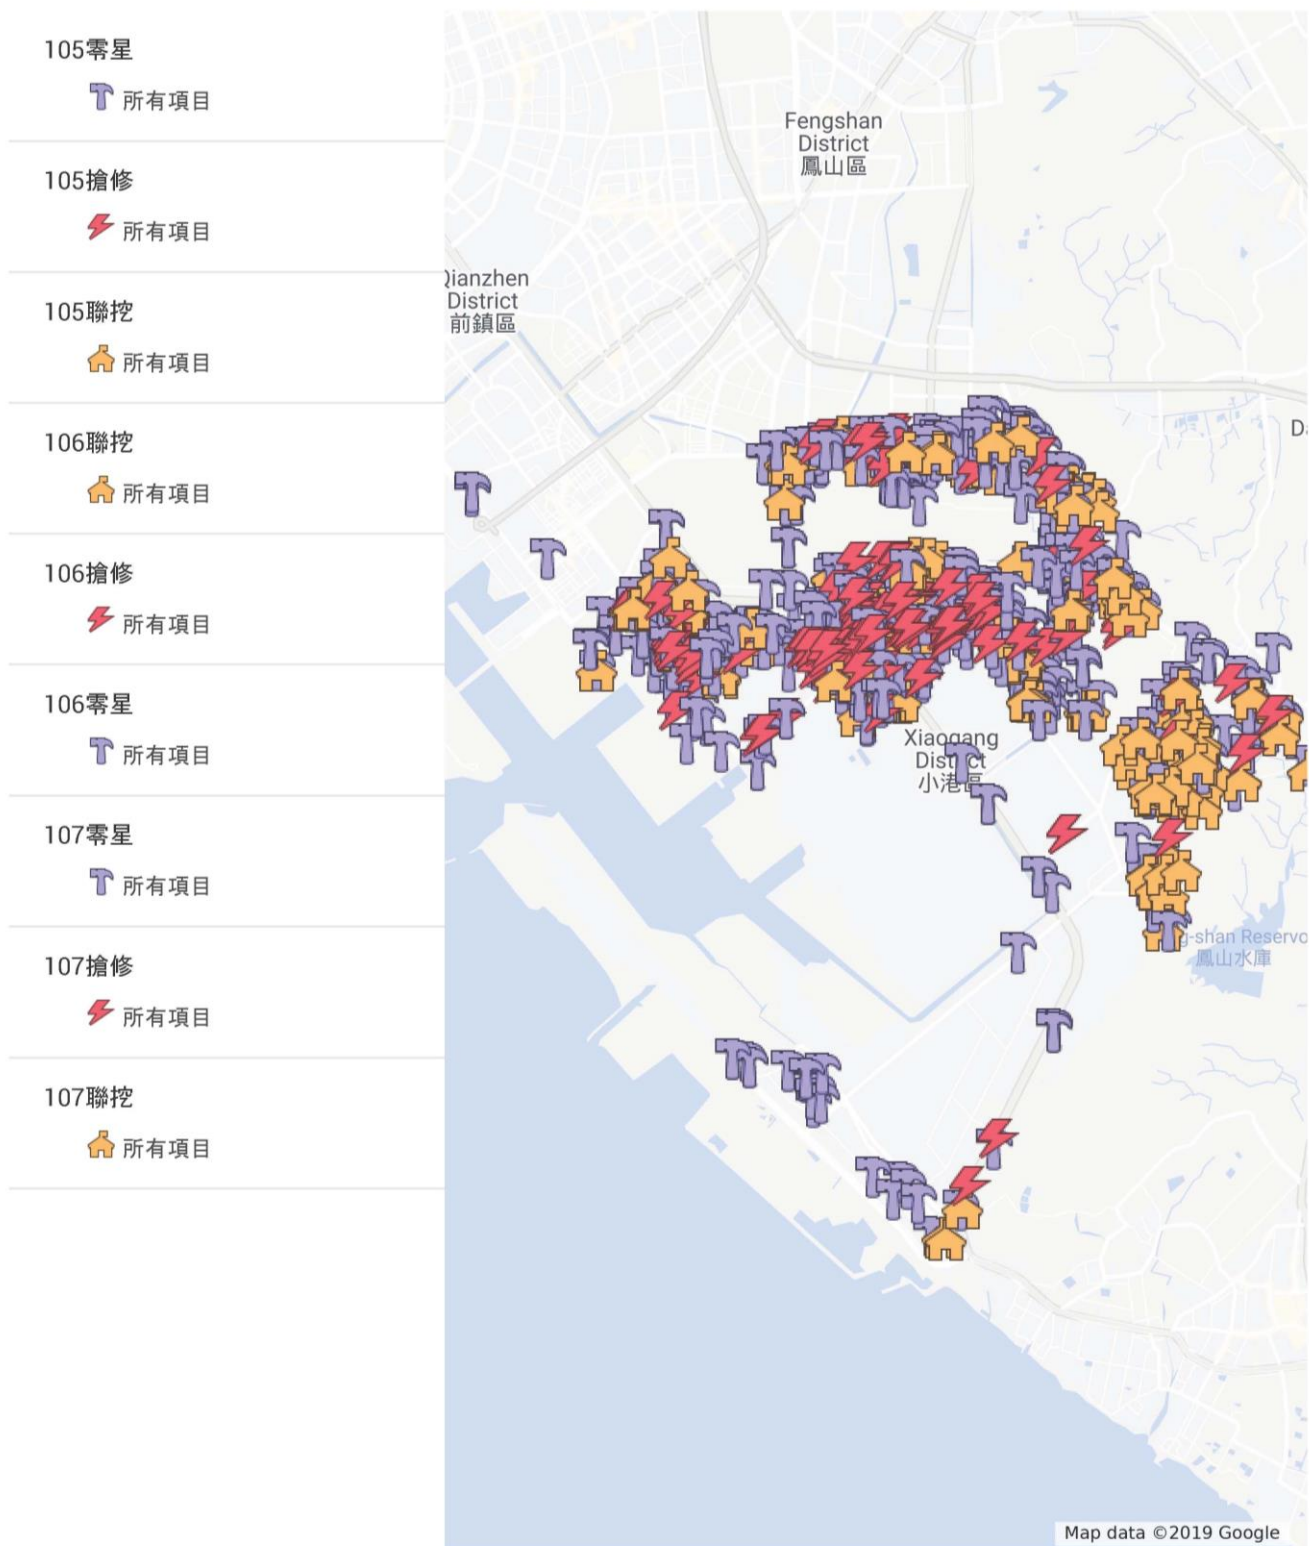 105零星
所有項目
105搶修
所有項目
105聯挖
所有項目
106聯挖
所有項目
106搶修
所有項目
106零星
所有項目
107零星
所有項目
107搶修
所有項目
107聯挖
所有項目
Fengshan
District
鳳山區
Qianzhen
District
前鎮區
Xiaogang
District
小港區
g-shan Reservo
鳳山水庫
Map data ©2019 Google